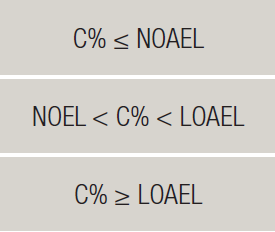 C% ≤ NOAEL
NOEL < C% < LOAEL
C% ≥ LOAEL